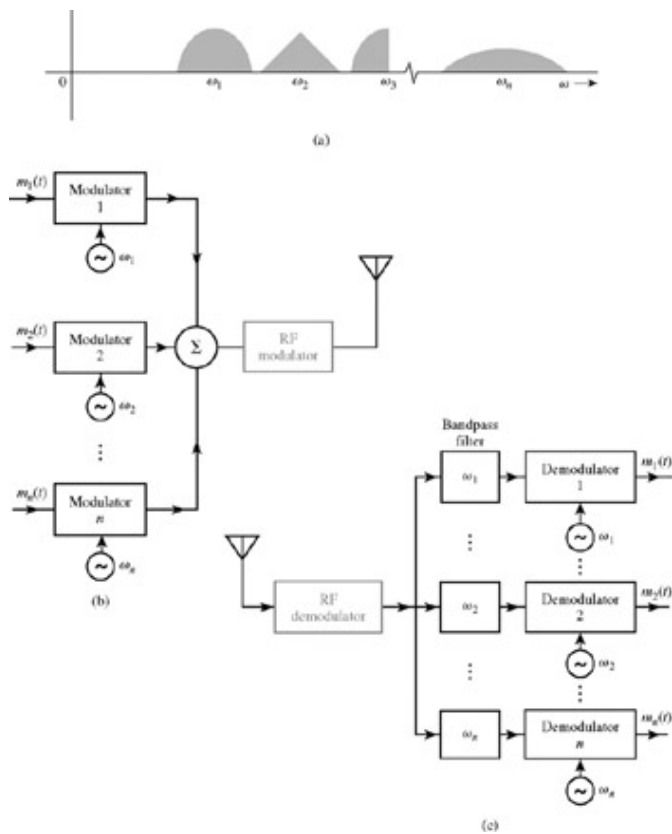 0 ω₁ ω₂ ω₃ ωₙ ω
(a)
m₁(t)
Modulator
1
ω₁
m₂(t)
Modulator
2
Σ
RF
modulator
ω₂
mₙ(t)
Modulator
n
ωₙ
(b)
Bandpass
filter
ω₁
Demodulator
1
m₁(t)
ω₁
RF
demodulator
ω₂
Demodulator
2
m₂(t)
ω₂
ωₙ
Demodulator
n
mₙ(t)
ωₙ
(c)